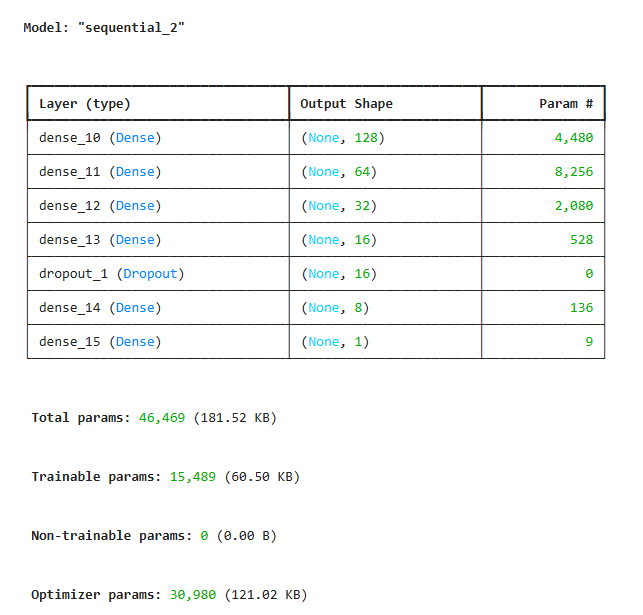 Model: "sequential_2"
Layer (type) Output Shape Param #
dense_10 (Dense) (None, 128) 4,480
dense_11 (Dense) (None, 64) 8,256
dense_12 (Dense) (None, 32) 2,080
dense_13 (Dense) (None, 16) 528
dropout_1 (Dropout) (None, 16) 0
dense_14 (Dense) (None, 8) 136
dense_15 (Dense) (None, 1) 9
Total params: 46,469 (181.52 KB)
Trainable params: 15,489 (60.50 KB)
Non-trainable params: 0 (0.00 B)
Optimizer params: 30,980 (121.02 KB)